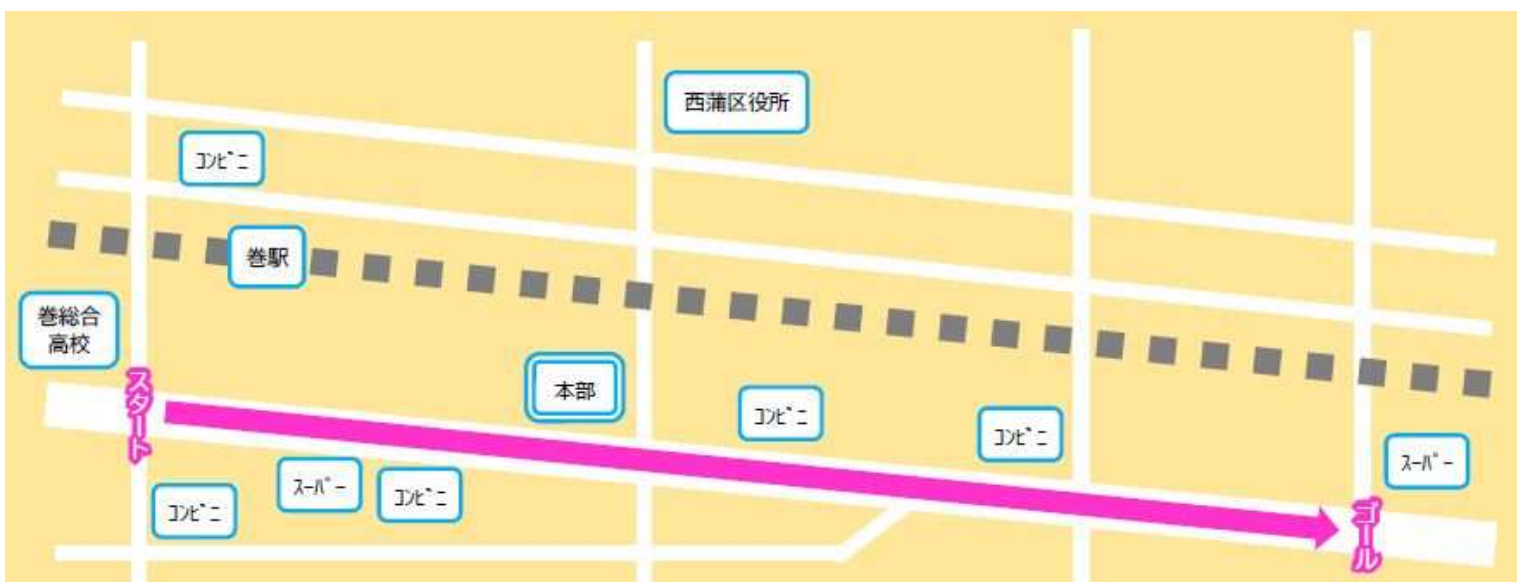 西蒲区役所
ｺﾝﾋﾞﾆ
巻駅
巻総合
高校
スタート
本部
ｺﾝﾋﾞﾆ
ｺﾝﾋﾞﾆ
ｽｰﾊﾟｰ
ｽｰﾊﾟｰ
ｺﾝﾋﾞﾆ
ｺﾝﾋﾞﾆ
ゴール